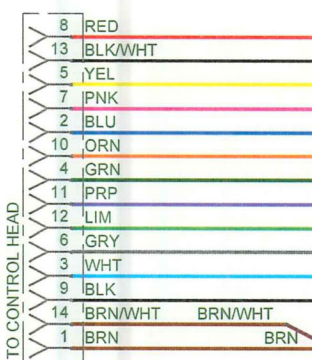 8 RED
13 BLK/WHT
5 YEL
7 PNK
2 BLU
10 ORN
4 GRN
11 PRP
12 LIM
6 GRY
3 WHT
9 BLK
14 BRN/WHT BRN/WHT
1 BRN BRN
TO CONTROL HEAD